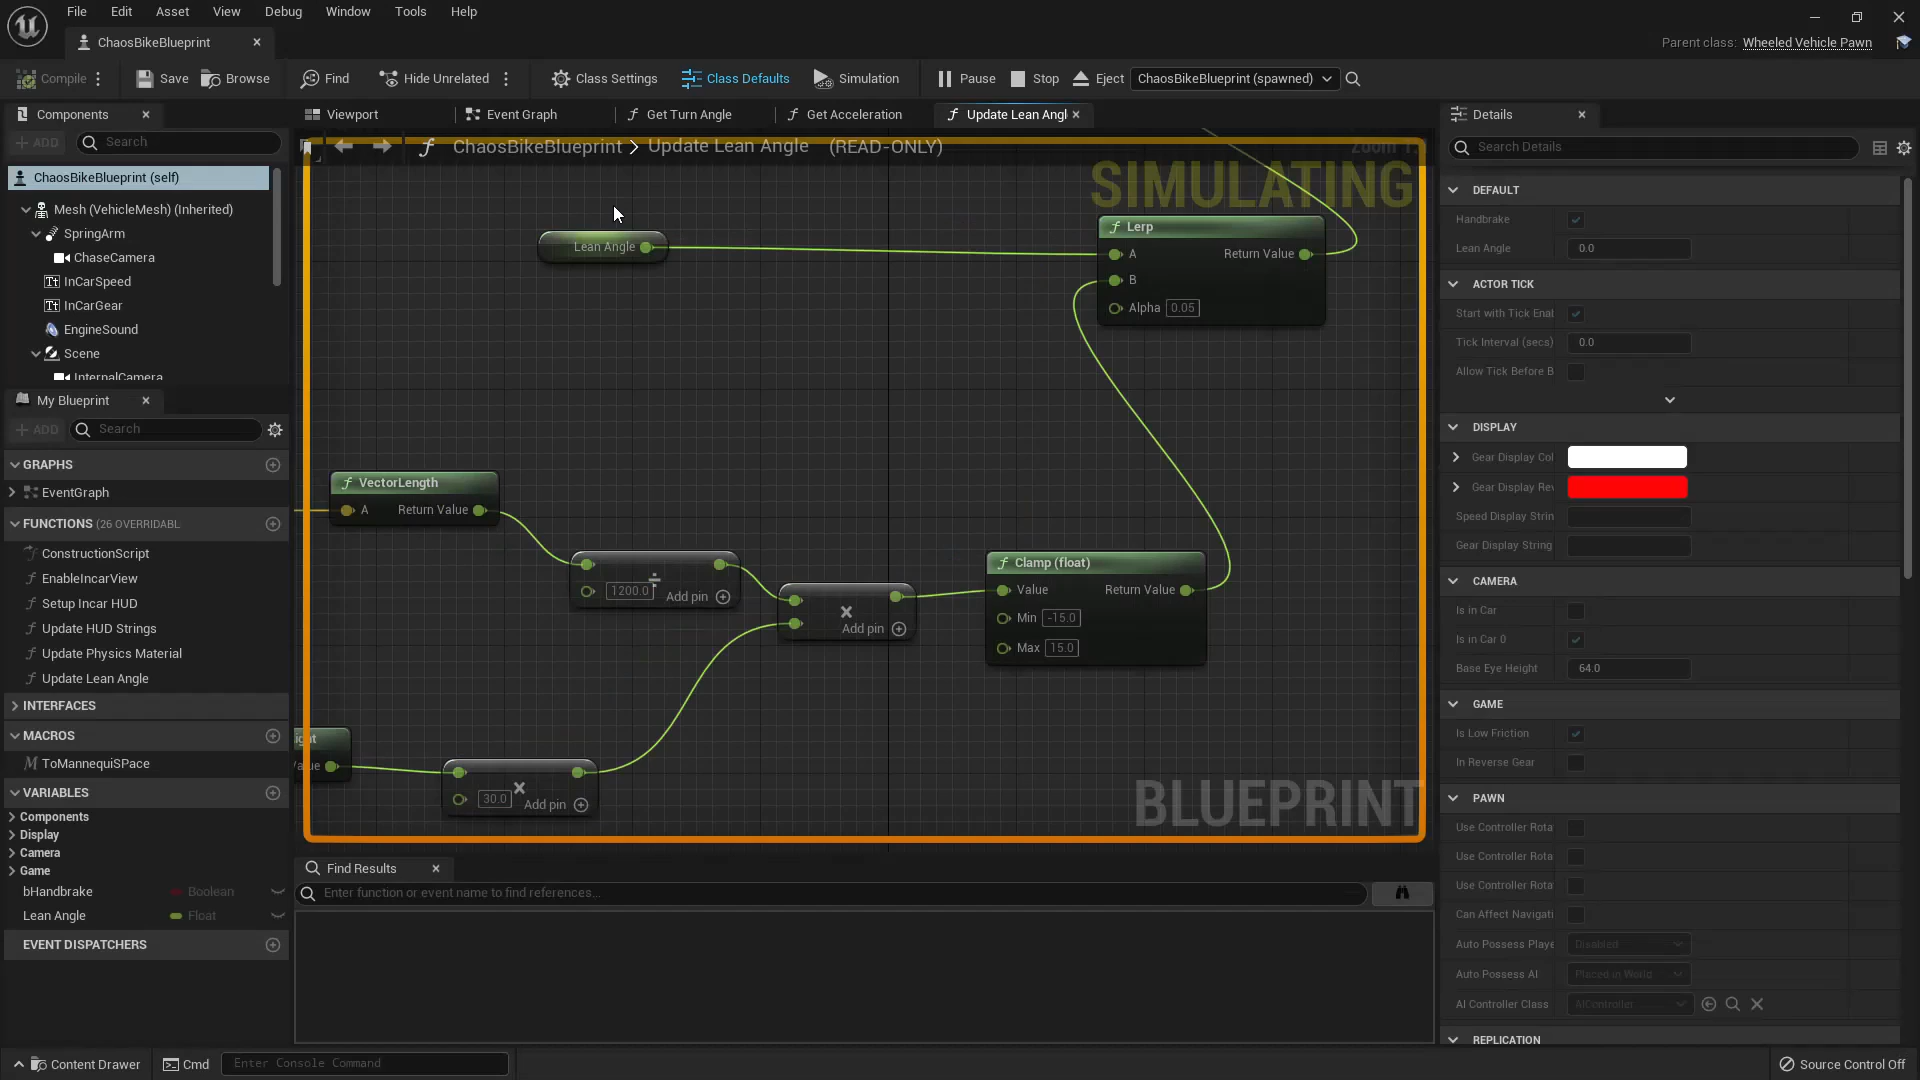 File Edit Asset View Debug Window Tools Help
ChaosBikeBlueprint
Parent class: Wheeled Vehicle Pawn
Compile Save Browse Find Hide Unrelated Class Settings Class Defaults Simulation Pause Stop Eject ChaosBikeBlueprint (spawned)
Components
ADD Search
ChaosBikeBlueprint (self)
Mesh (VehicleMesh) (Inherited)
SpringArm
ChaseCamera
InCarSpeed
InCarGear
EngineSound
Scene
InternalCamera
My Blueprint
ADD Search
GRAPHS
EventGraph
FUNCTIONS (26 OVERRIDABL
ConstructionScript
EnableIncarView
Setup Incar HUD
Update HUD Strings
Update Physics Material
Update Lean Angle
INTERFACES
MACROS
ToMannequiSPace
VARIABLES
Components
Display
Camera
Game
bHandbrake Boolean
Lean Angle Float
EVENT DISPATCHERS
Viewport Event Graph Get Turn Angle Get Acceleration Update Lean Angl
ChaosBikeBlueprint > Update Lean Angle (READ-ONLY)
SIMULATING
Lean Angle
Lerp
A Return Value
B
Alpha 0.05
VectorLength
A Return Value
÷
1200.0 Add pin
X
Add pin
Clamp (float)
Value Return Value
Min -15.0
Max 15.0
X
30.0 Add pin
BLUEPRINT
Find Results
Enter function or event name to find references...
Details
Search Details
DEFAULT
Handbrake
Lean Angle 0.0
ACTOR TICK
Start with Tick Enal
Tick Interval (secs) 0.0
Allow Tick Before B
DISPLAY
Gear Display Col
Gear Display Rev
Speed Display Strin
Gear Display String
CAMERA
Is in Car
Is in Car 0
Base Eye Height 64.0
GAME
Is Low Friction
In Reverse Gear
PAWN
Use Controller Rota
Use Controller Rota
Use Controller Rota
Can Affect Navigati
Auto Possess Playe Disabled
Auto Possess AI Placed in World
AI Controller Class AIController
REPLICATION
Content Drawer Cmd Enter Console Command Source Control Off